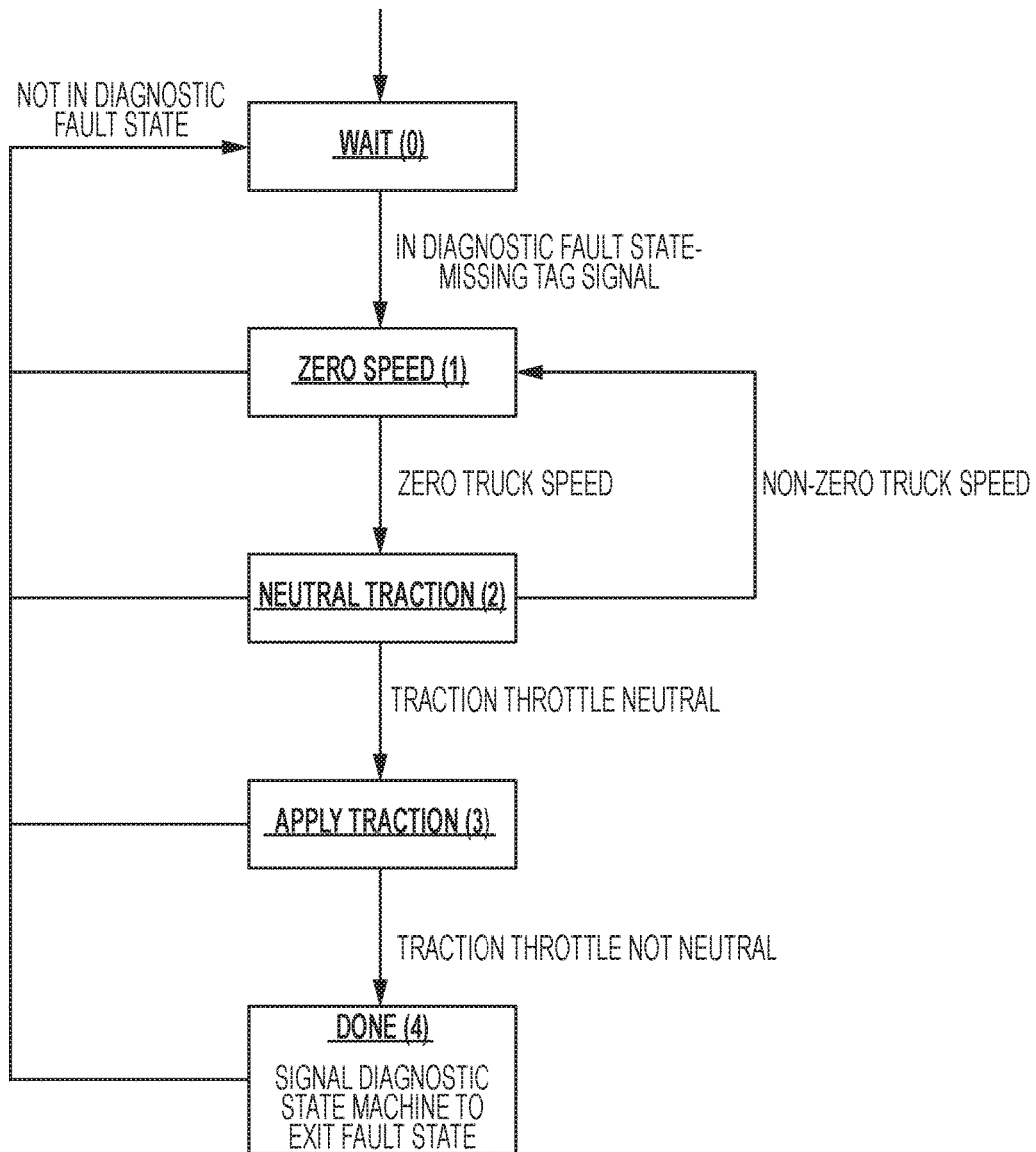 NOT IN DIAGNOSTIC
FAULT STATE
WAIT (0)
IN DIAGNOSTIC FAULT STATE-
MISSING TAG SIGNAL
ZERO SPEED (1)
ZERO TRUCK SPEED
NON-ZERO TRUCK SPEED
NEUTRAL TRACTION (2)
TRACTION THROTTLE NEUTRAL
APPLY TRACTION (3)
TRACTION THROTTLE NOT NEUTRAL
DONE (4)
SIGNAL DIAGNOSTIC
STATE MACHINE TO
EXIT FAULT STATE